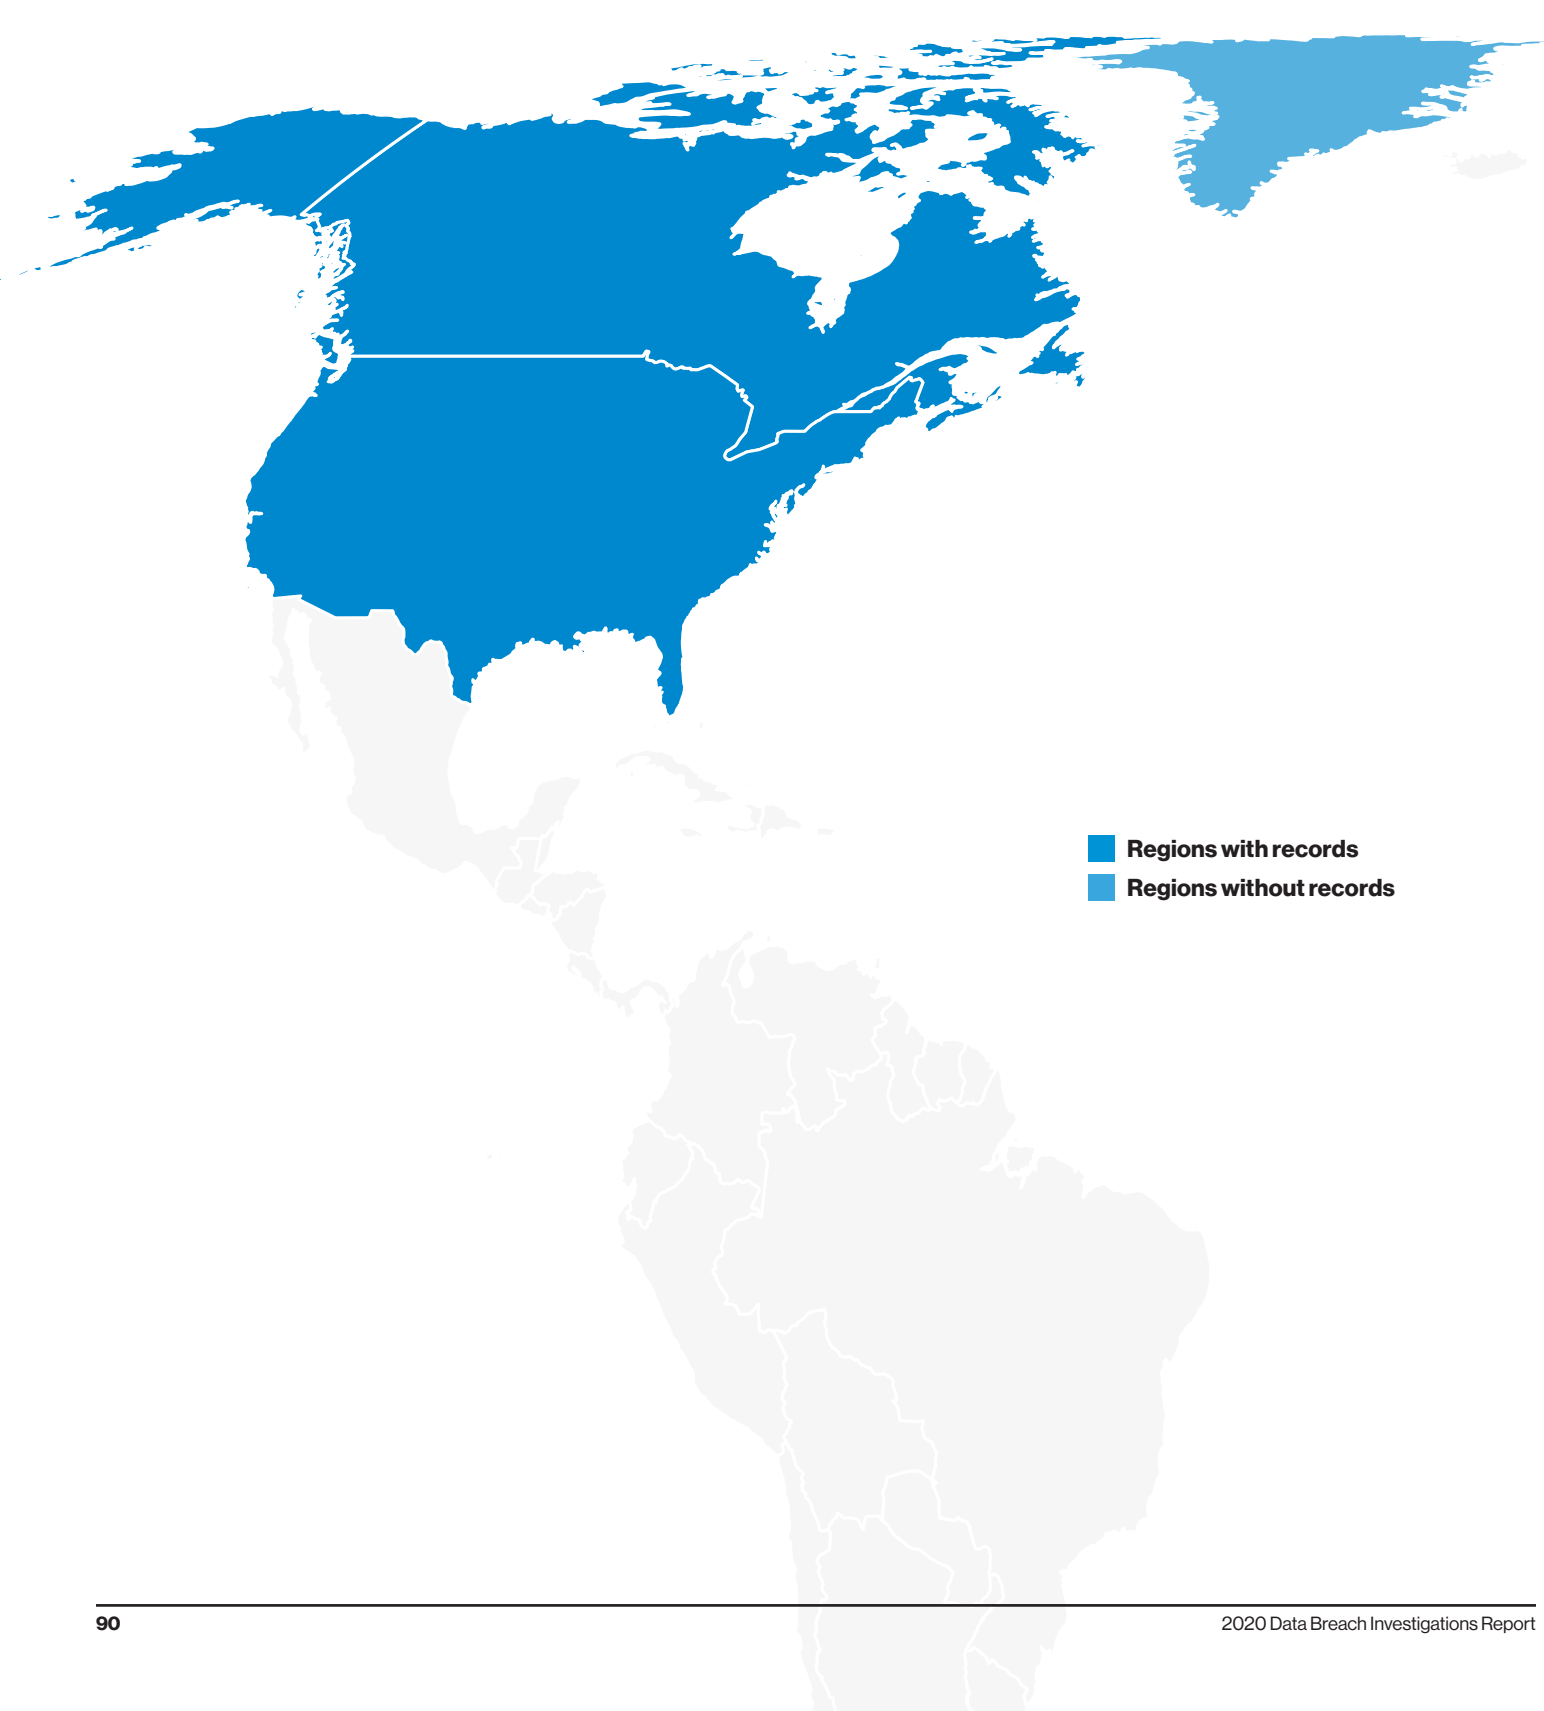 Regions with records
Regions without records
90
2020 Data Breach Investigations Report